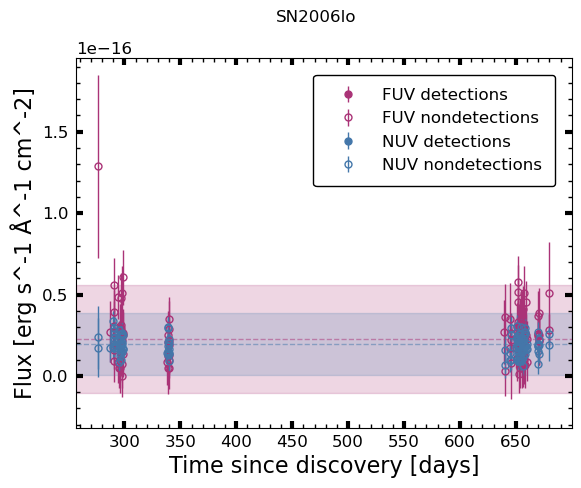 SN2006lo
1e−16
FUV detections
FUV nondetections
NUV detections
NUV nondetections
1.5
1.0
0.5
0.0
Flux [erg s^-1 Å^-1 cm^-2]
300 350 400 450 500 550 600 650
Time since discovery [days]